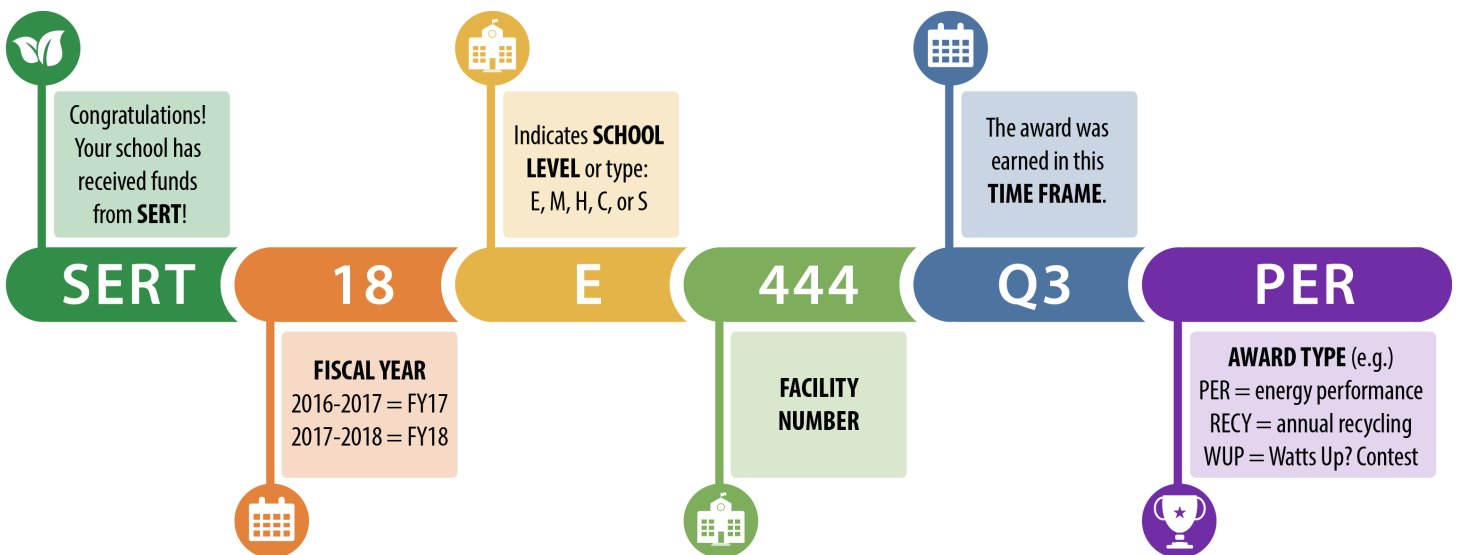 Congratulations!
Your school has
received funds
from SERT!
Indicates SCHOOL
LEVEL or type:
E, M, H, C, or S
The award was
earned in this
TIME FRAME.
SERT
18
E
444
Q3
PER
FISCAL YEAR
2016-2017 = FY17
2017-2018 = FY18
FACILITY
NUMBER
AWARD TYPE (e.g.)
PER = energy performance
RECY = annual recycling
WUP = Watts Up? Contest